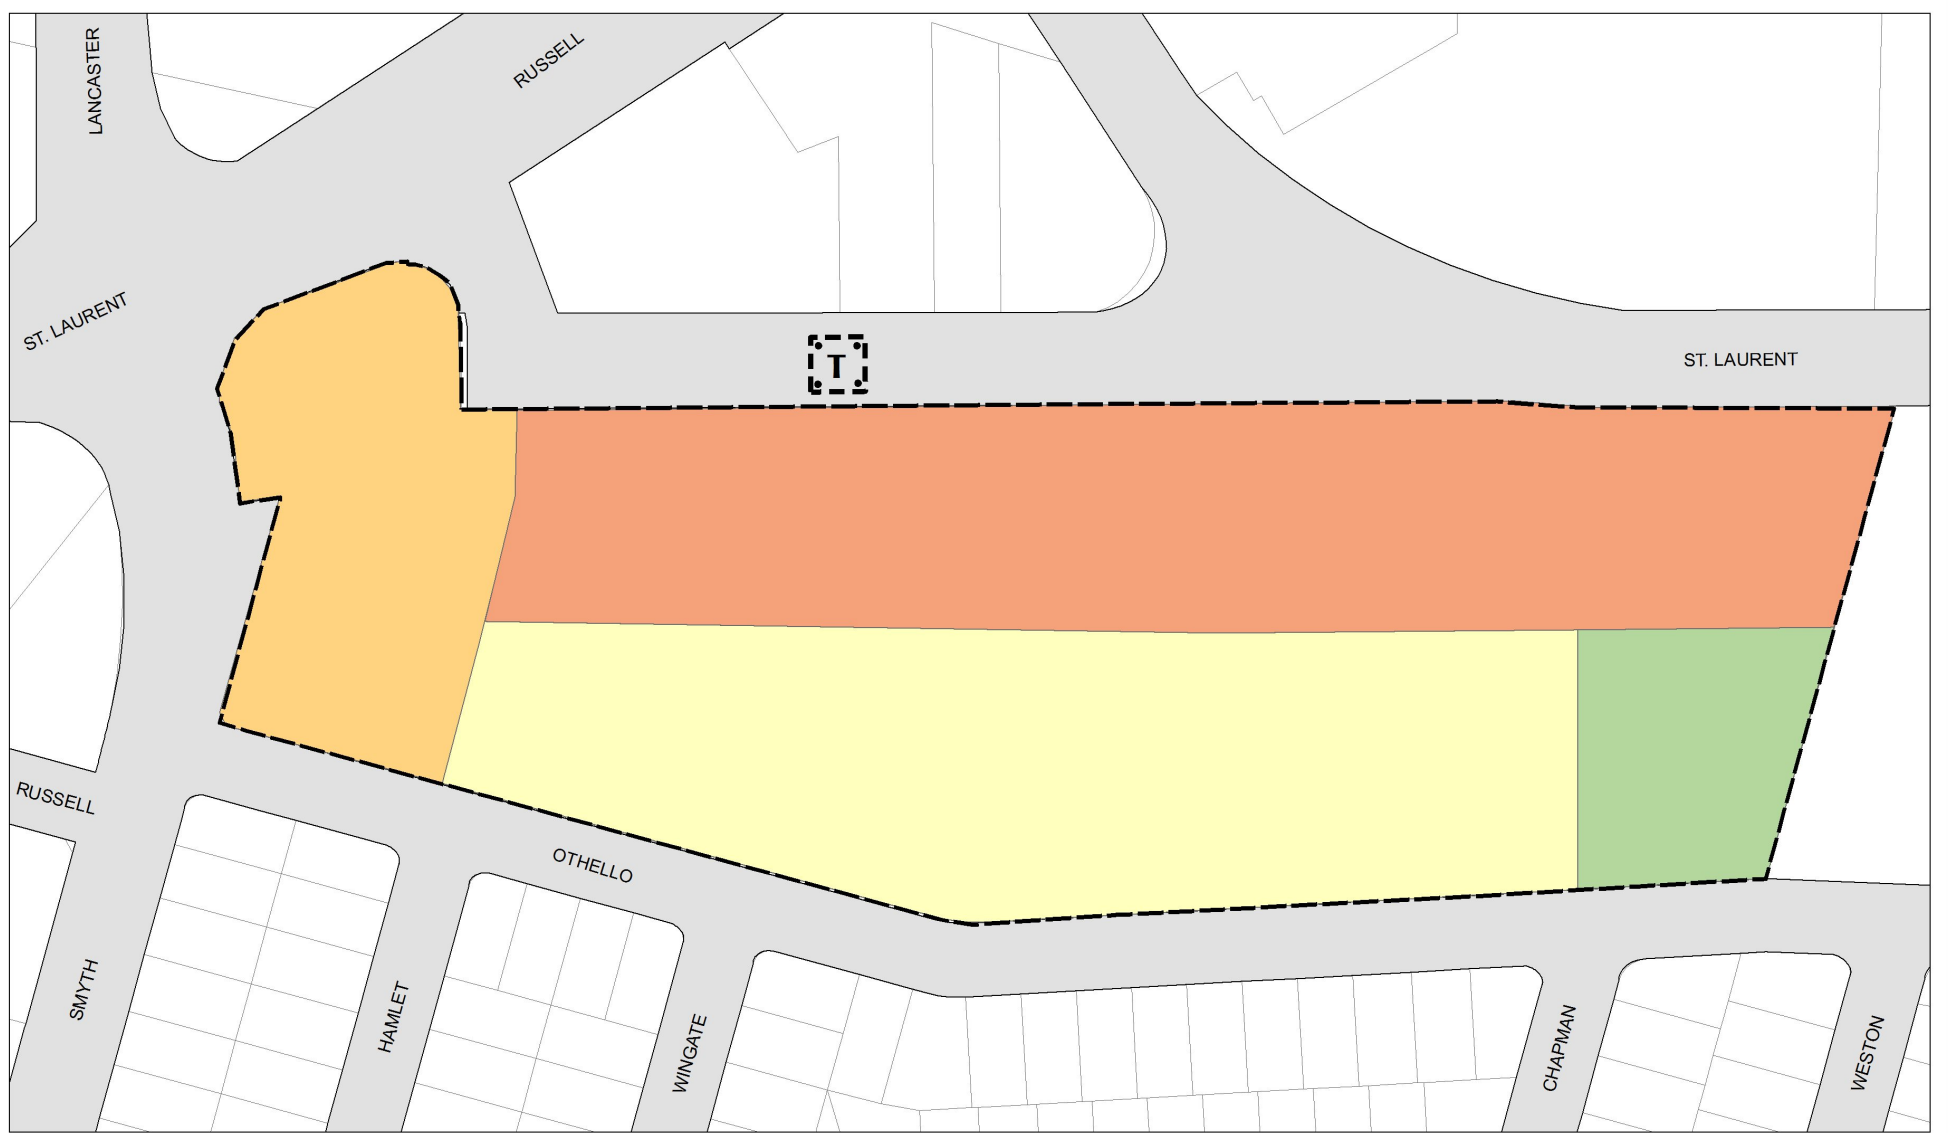 LANCASTER
RUSSELL
ST. LAURENT
T
ST. LAURENT
RUSSELL
OTHELLO
SMYTH
HAMLET
WINGATE
CHAPMAN
WESTON